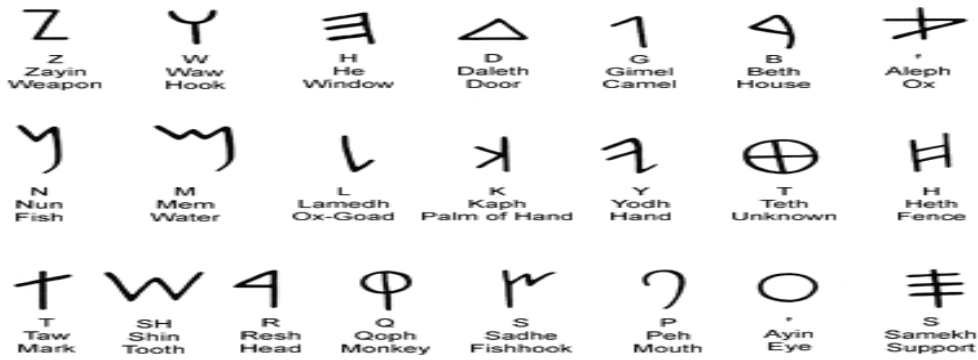 𐤀 𐤁 𐤂 𐤃 𐤄 𐤅 𐤆
Z W H D G B '
Zayin Waw He Daleth Gimel Beth Aleph
Weapon Hook Window Door Camel House Ox
𐤇 𐤈 𐤉 𐤊 𐤋 𐤌 𐤍
N M L K Y T H
Nun Mem Lamedh Kaph Yodh Teth Heth
Fish Water Ox-Goad Palm of Hand Hand Unknown Fence
𐤎 𐤏 𐤐 𐤑 𐤒 𐤓 𐤔 𐤕
T SH R Q S P ' S
Taw Shin Resh Qoph Sadhe Peh Ayin Samekh
Mark Tooth Head Monkey Fishhook Mouth Eye Support